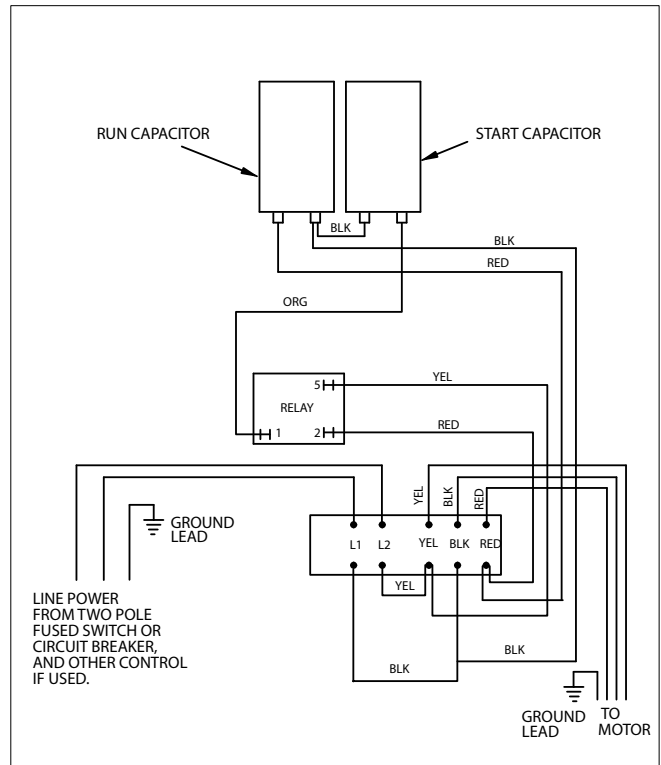 RUN CAPACITOR
START CAPACITOR
BLK
BLK
RED
ORG
YEL
5
RELAY
RED
1
2
YEL
BLK
RED
GROUND
LEAD
L1
L2
YEL
BLK
RED
YEL
LINE POWER
FROM TWO POLE
FUSED SWITCH OR
CIRCUIT BREAKER,
AND OTHER CONTROL
IF USED.
BLK
BLK
GROUND
LEAD
TO
MOTOR